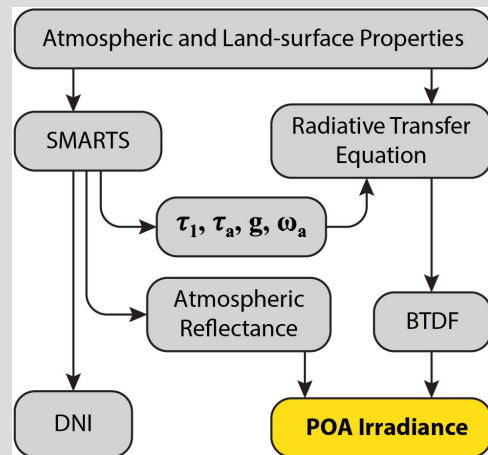 Atmospheric and Land-surface Properties
SMARTS
Radiative Transfer
Equation
τ₁, τₐ, g, ωₐ
Atmospheric
Reflectance
BTDF
DNI
POA Irradiance